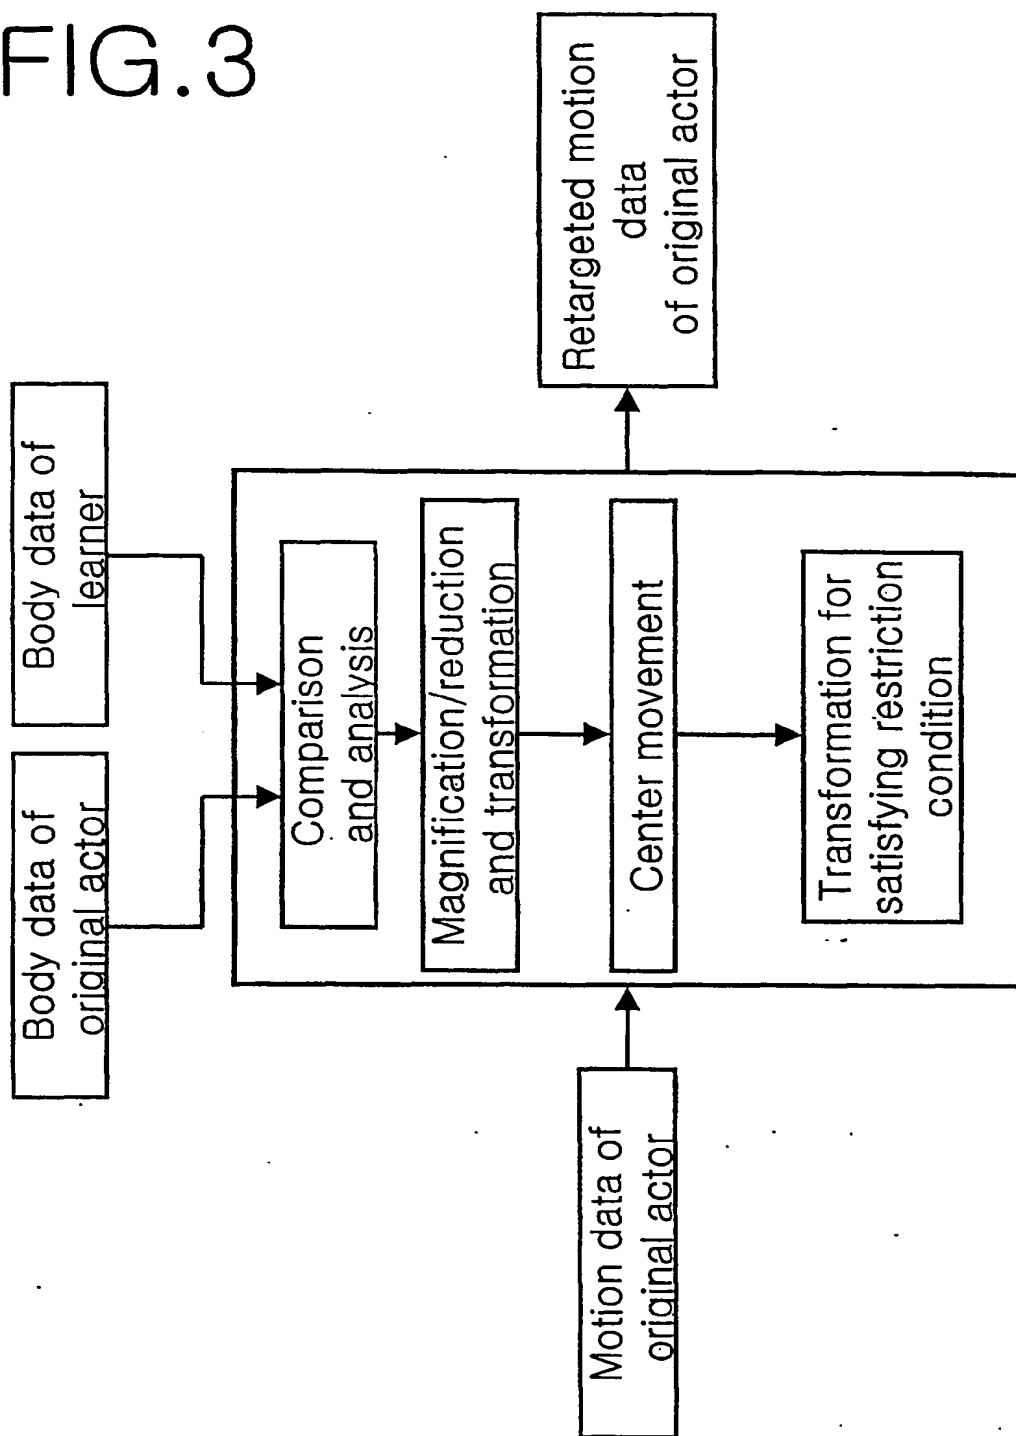 FIG.3
Body data of
original actor
Body data of
learner
Comparison
and analysis
Magnification/reduction
and transformation
Center movement
Transformation for
satisfying restriction
condition
Motion data of
original actor
Retargeted motion
data
of original actor